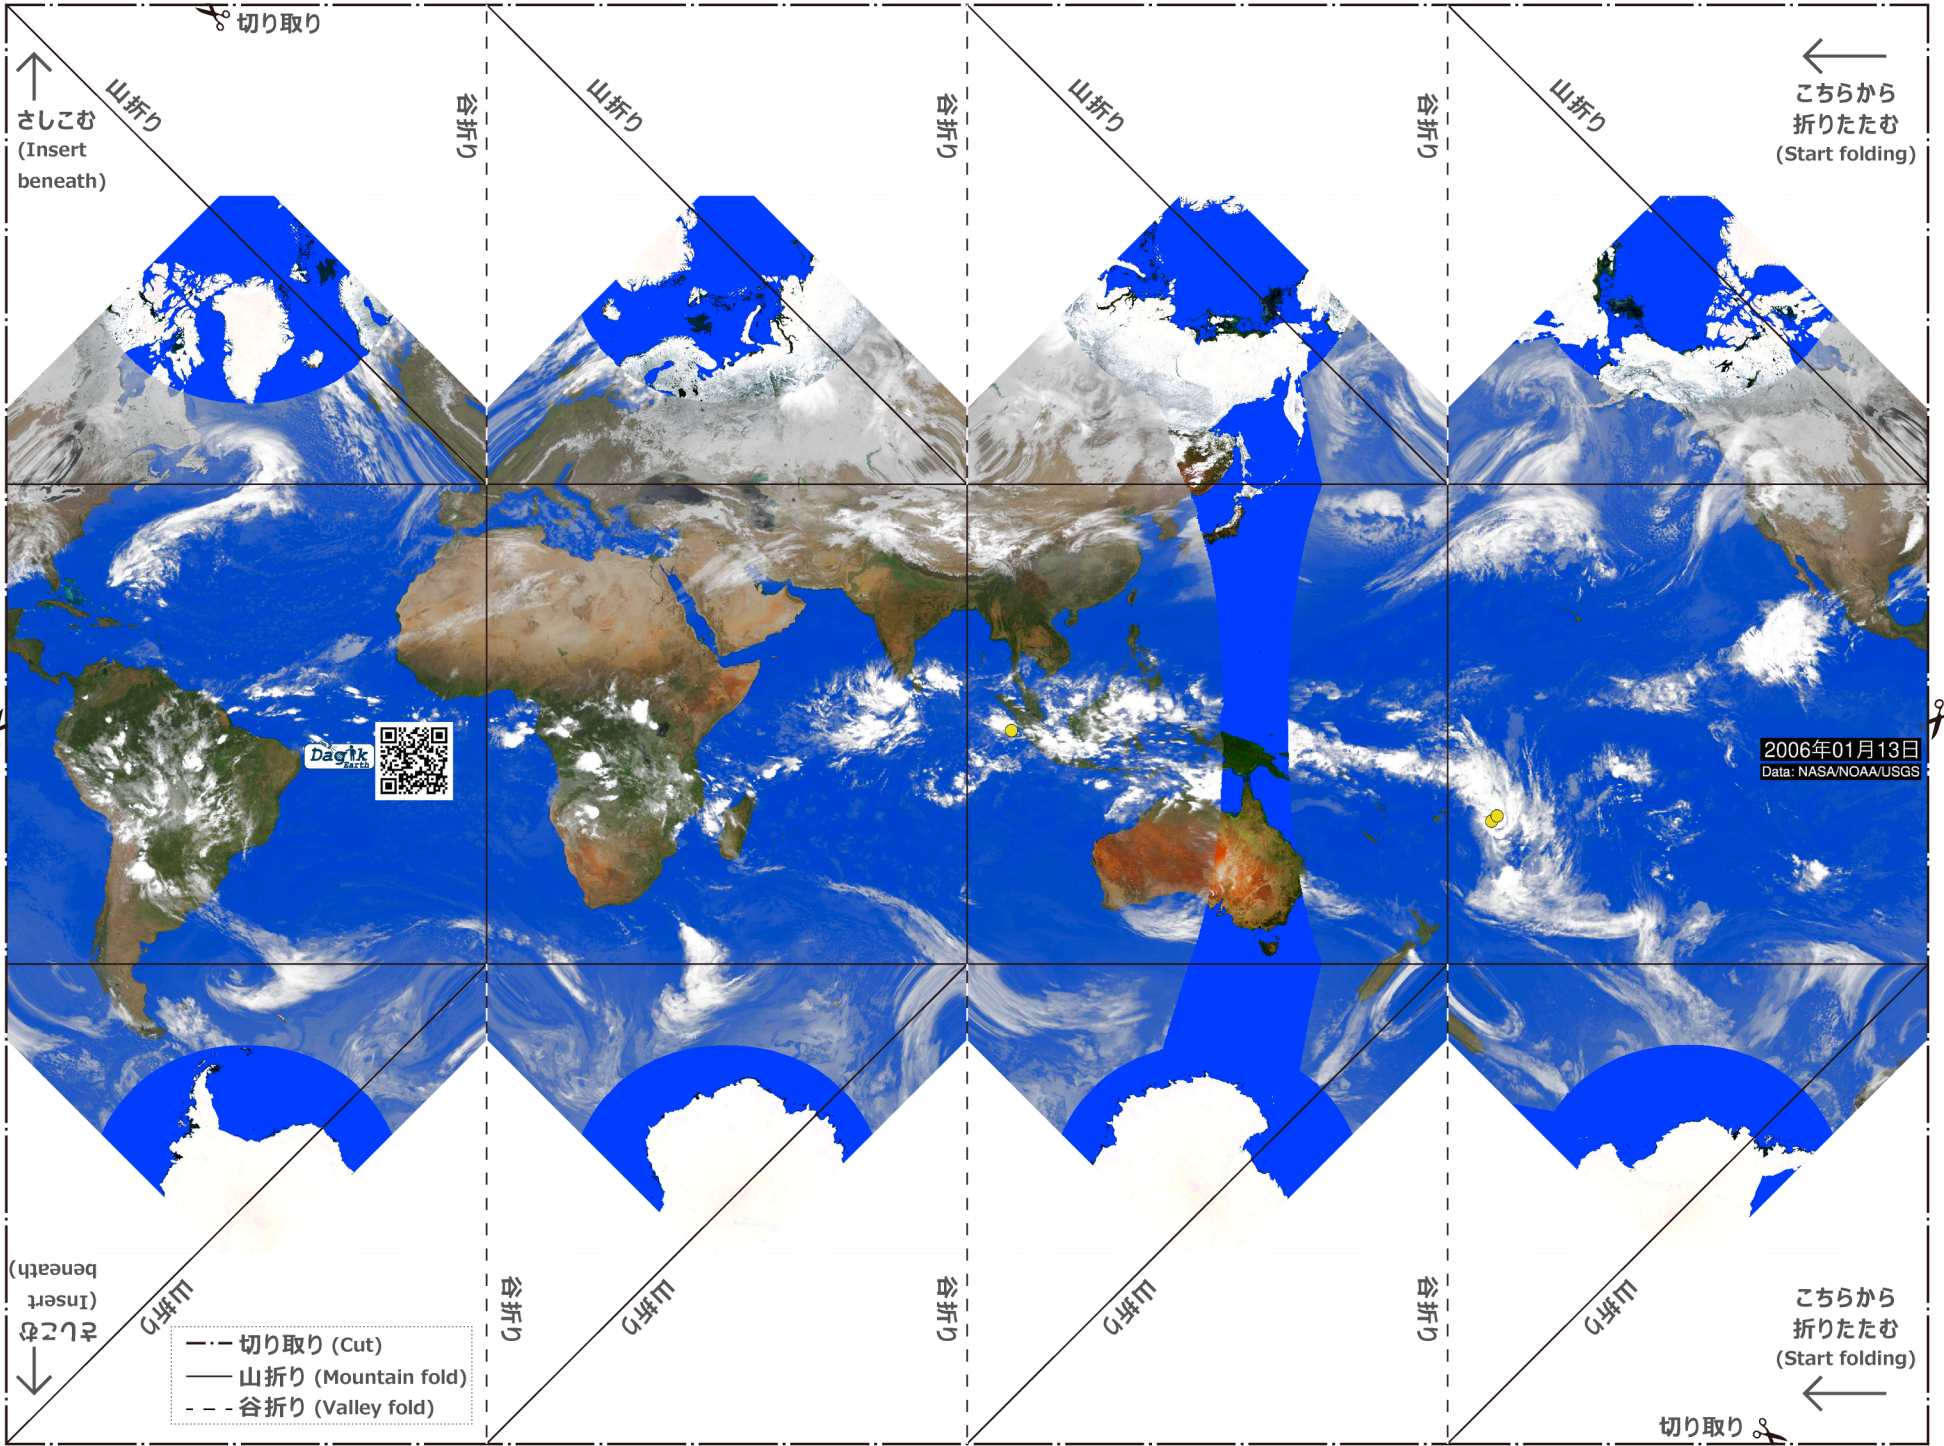 切り取り
山折り
谷折り
山折り
谷折り
山折り
谷折り
山折り
さしこむ
(Insert
beneath)
こちらから
折りたたむ
(Start folding)
Dagik
Earth
2006年01月13日
Data: NASA/NOAA/USGS
さしこむ
(Insert
beneath)
山折り
谷折り
山折り
谷折り
山折り
谷折り
山折り
こちらから
折りたたむ
(Start folding)
切り取り (Cut)
山折り (Mountain fold)
谷折り (Valley fold)
切り取り